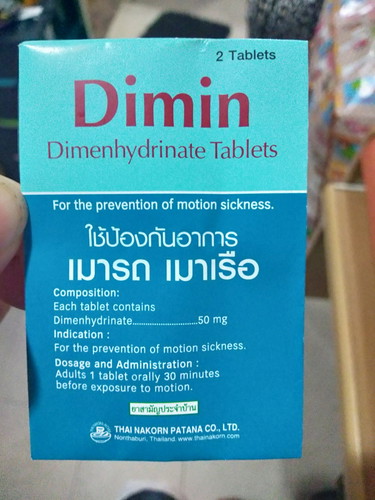 2 Tablets
Dimin
Dimenhydrinate Tablets
For the prevention of motion sickness.
ใช้ป้องกันอาการ
เมารถ เมาเรือ
Composition:
Each tablet contains
Dimenhydrinate..............................50 mg
Indication :
For the prevention of motion sickness.
Dosage and Administration :
Adults 1 tablet orally 30 minutes
before exposure to motion.
ยาสามัญประจำบ้าน
THAI NAKORN PATANA CO., LTD.
Nonthaburi, Thailand. www.thainakorn.com